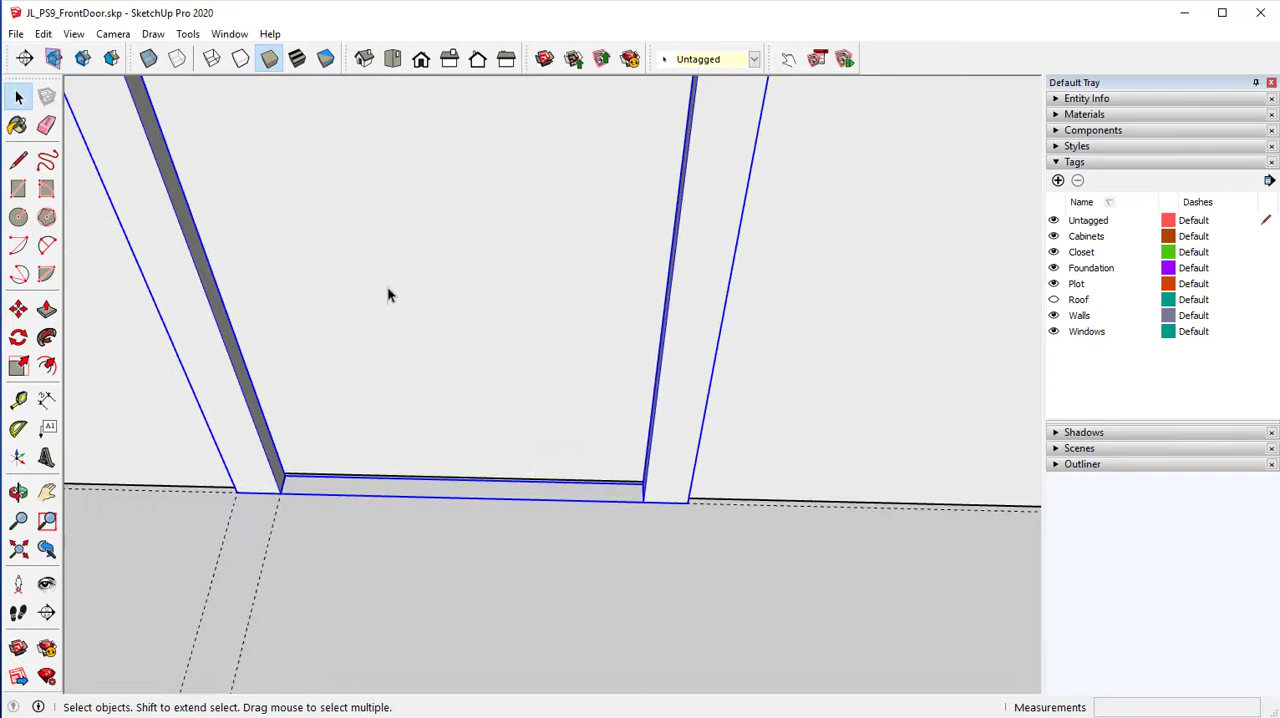 JL_PS9_FrontDoor.skp - SketchUp Pro 2020
File Edit View Camera Draw Tools Window Help
Untagged
Default Tray
Entity Info
Materials
Components
Styles
Tags
Name Dashes
Untagged Default
Cabinets Default
Closet Default
Foundation Default
Plot Default
Roof Default
Walls Default
Windows Default
Shadows
Scenes
Outliner
A1
Select objects. Shift to extend select. Drag mouse to select multiple.
Measurements